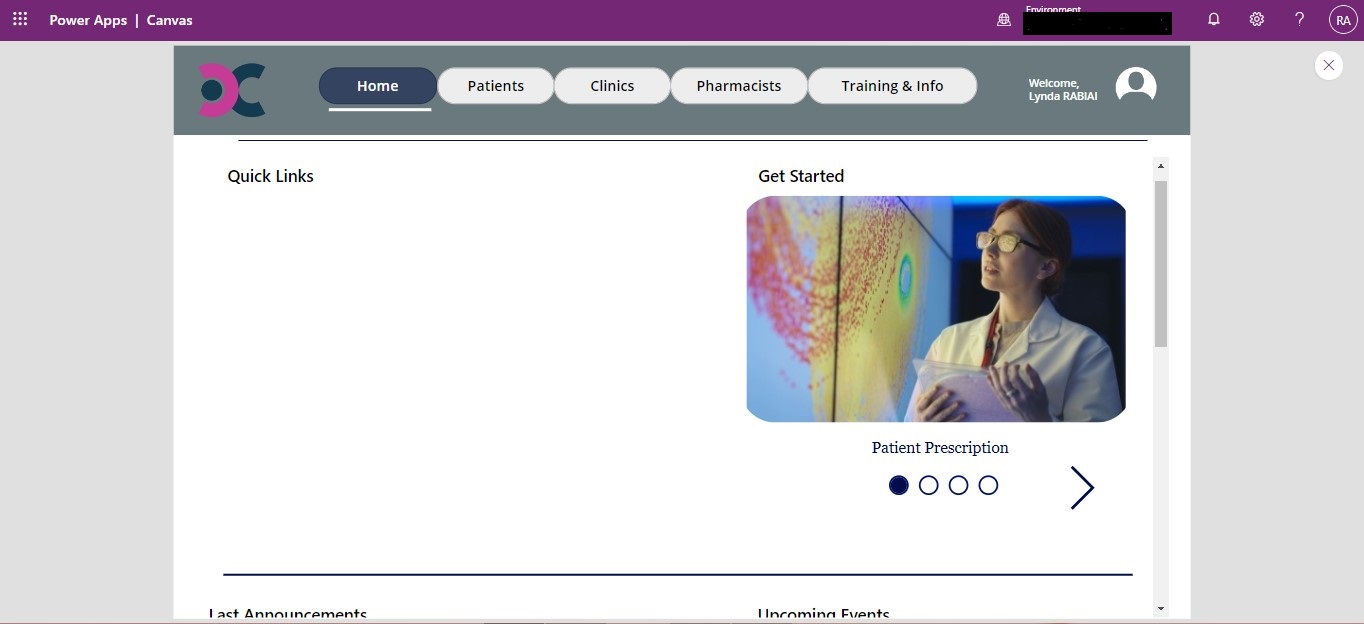 Power Apps | Canvas
Environment
?
RA
Home
Patients
Clinics
Pharmacists
Training & Info
Welcome,
Lynda RABIAI
Quick Links
Get Started
Patient Prescription
Last Announcements
Upcoming Events